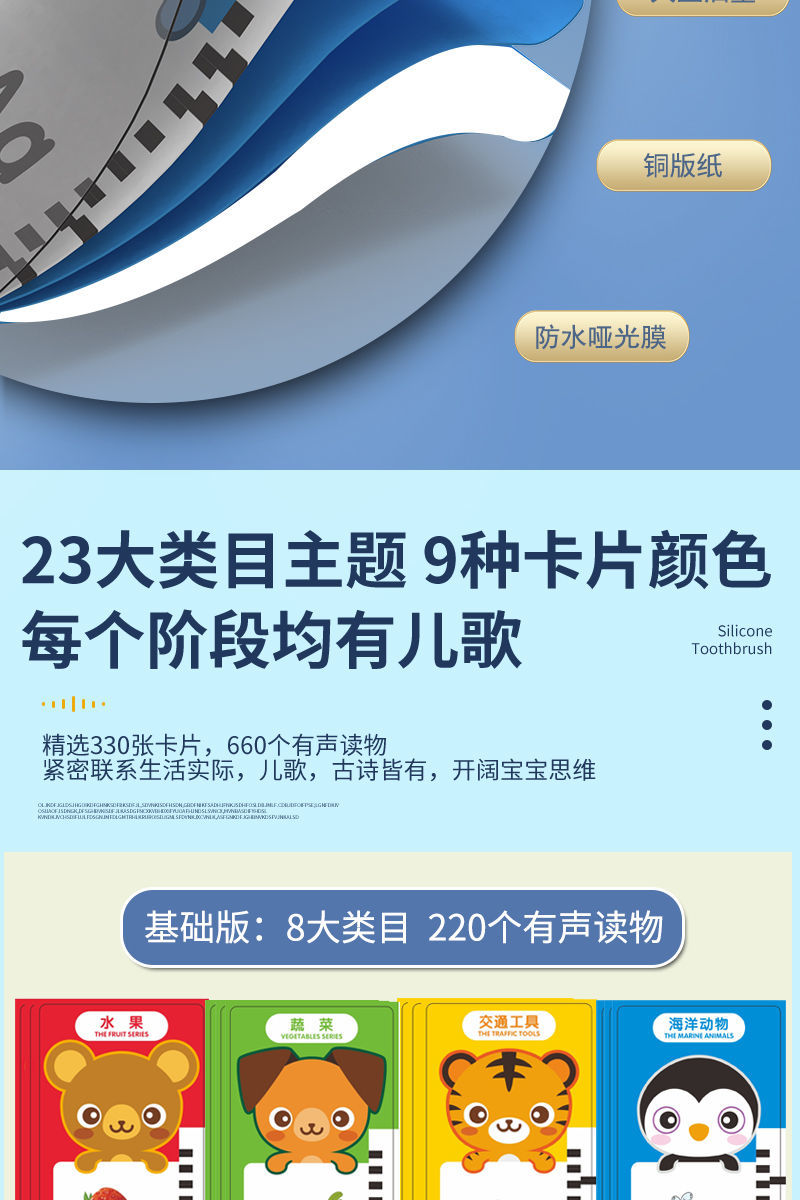 铜版纸
防水哑光膜
23大类目主题 9种卡片颜色
每个阶段均有儿歌
Silicone
Toothbrush
精选330张卡片，660个有声读物
紧密联系生活实际，儿歌，古诗皆有，开阔宝宝思维
基础版：8大类目 220个有声读物
水 果
THE FRUIT SERIES
蔬 菜
VEGETABLES SERIES
交通工具
THE TRAFFIC TOOLS
海洋动物
THE MARINE ANIMALS